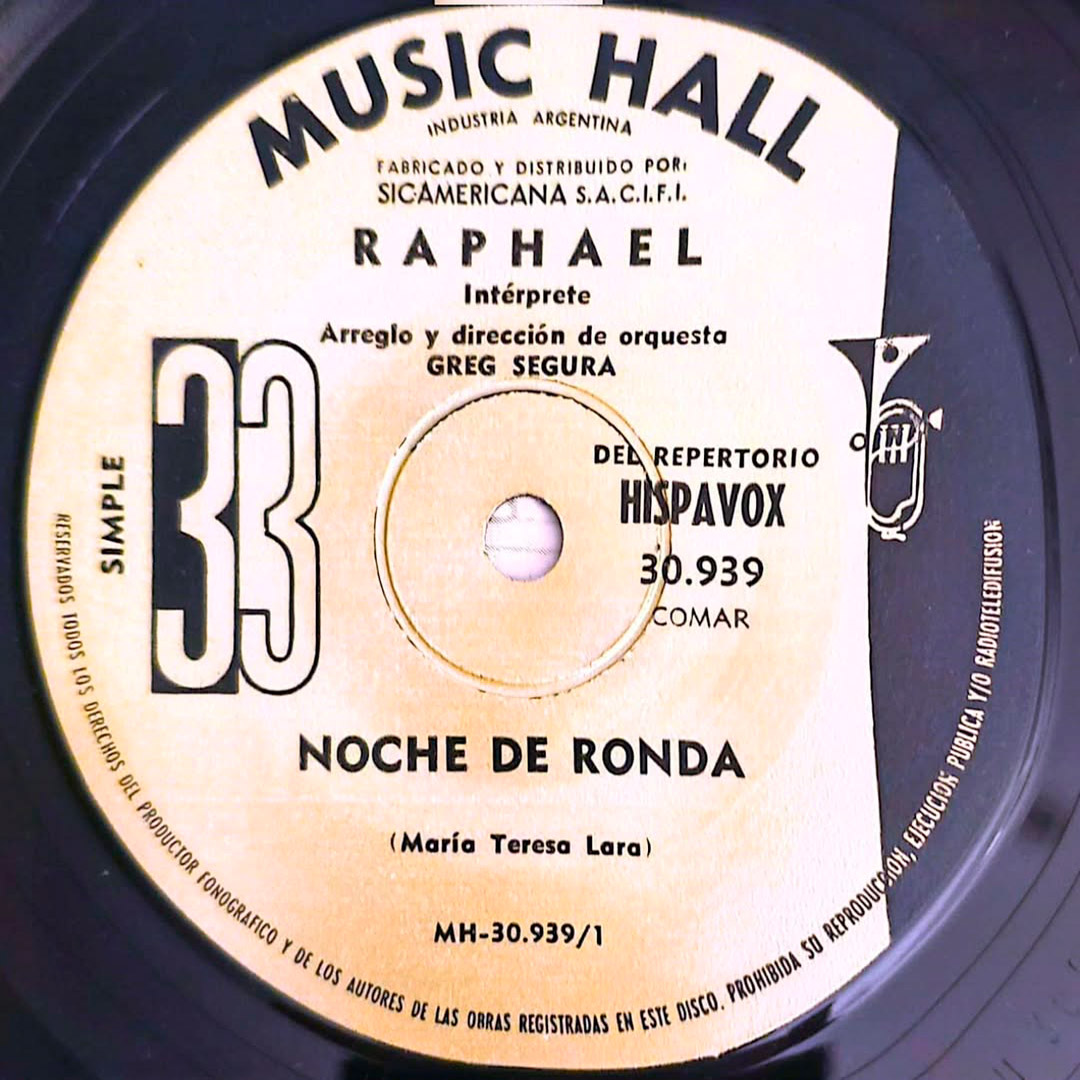 MUSIC HALL
INDUSTRIA ARGENTINA
FABRICADO Y DISTRIBUIDO POR:
SICAMERICANA S.A.C.I.F.I.
RAPHAEL
Intérprete
Arreglo y dirección de orquesta
GREG SEGURA
SIMPLE
33
DEL REPERTORIO
HISPAVOX
30.939
COMAR
NOCHE DE RONDA
(María Teresa Lara)
MH-30.939/1
RESERVADOS TODOS LOS DERECHOS DEL PRODUCTOR FONOGRAFICO Y DE LOS AUTORES DE LAS OBRAS REGISTRADAS EN ESTE DISCO. PROHIBIDA SU REPRODUCCION, EJECUCION PUBLICA Y/O RADIOTELEDIFUSION